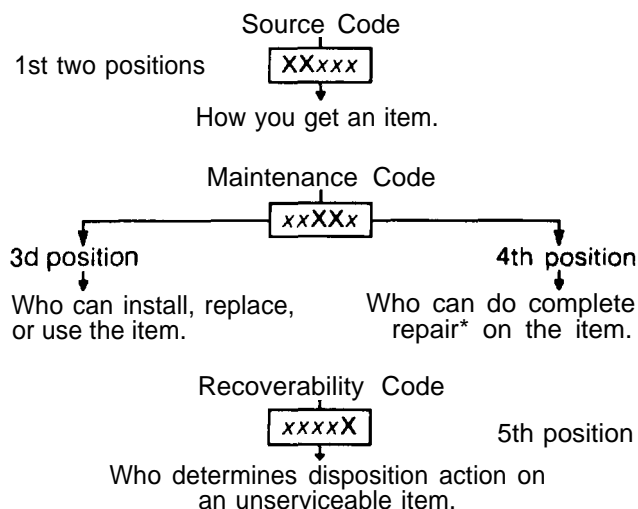 Source Code
1st two positions
XXxxx
How you get an item.
Maintenance Code
xxXXx
3d position
4th position
Who can install, replace,
or use the item.
Who can do complete
repair* on the item.
Recoverability Code
xxxxX
5th position
Who determines disposition action on
an unserviceable item.